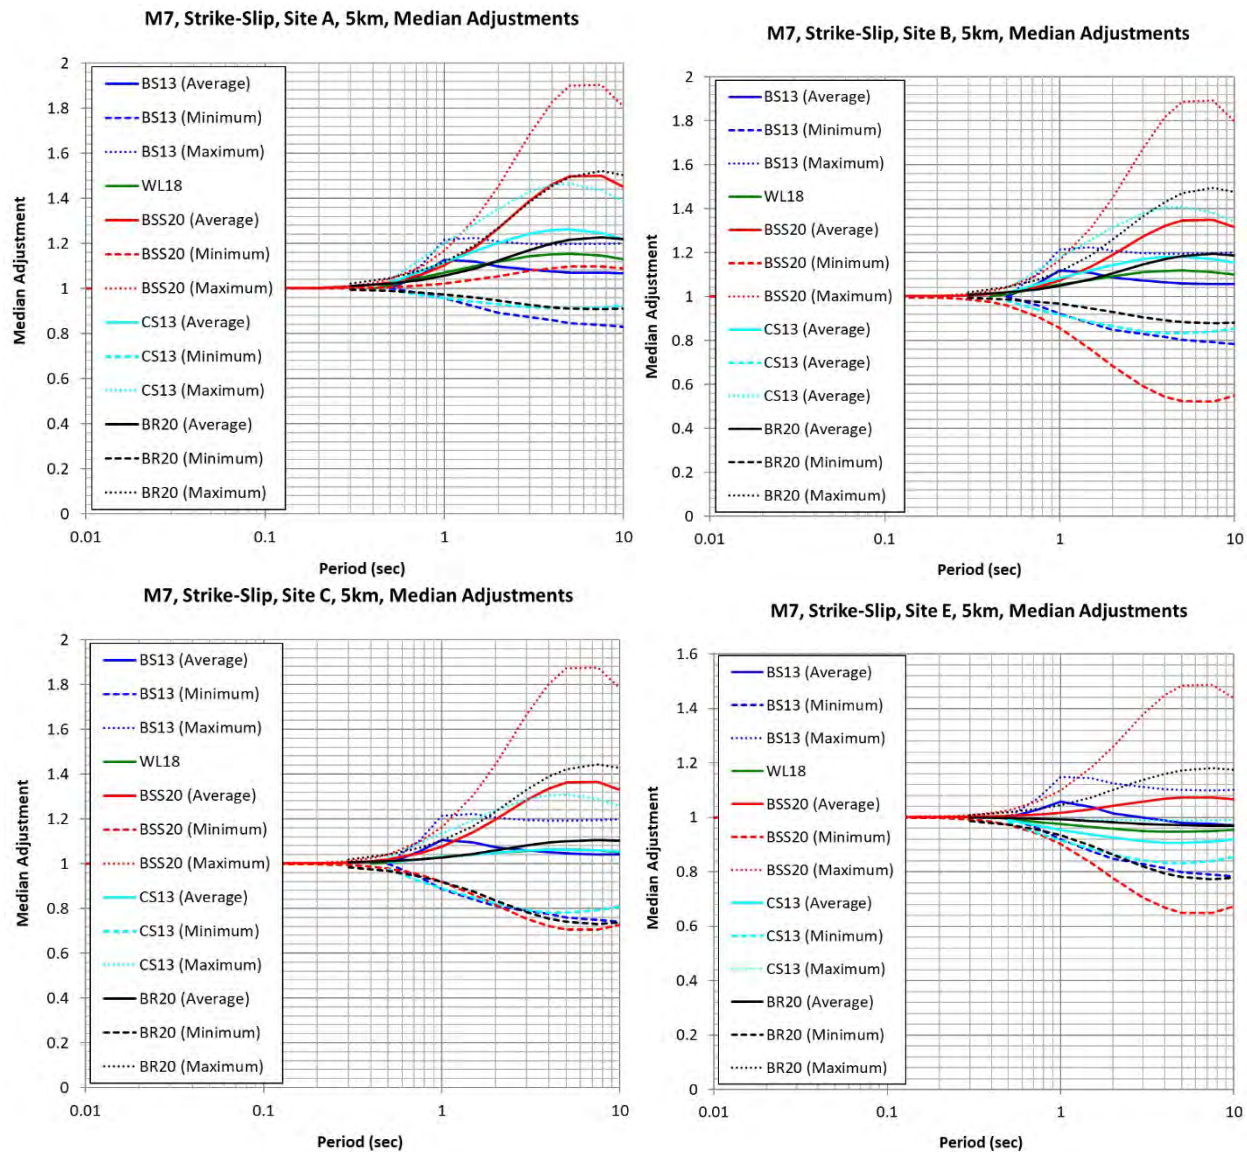 M7, Strike-Slip, Site A, 5km, Median Adjustments
Median Adjustment
2
1.8
1.6
1.4
1.2
1
0.8
0.6
0.4
0.2
0
BS13 (Average)
BS13 (Minimum)
BS13 (Maximum)
WL18
BSS20 (Average)
BSS20 (Minimum)
BSS20 (Maximum)
CS13 (Average)
CS13 (Minimum)
CS13 (Maximum)
BR20 (Average)
BR20 (Minimum)
BR20 (Maximum)
0.01 0.1 1 10
Period (sec)
M7, Strike-Slip, Site B, 5km, Median Adjustments
Median Adjustment
2
1.8
1.6
1.4
1.2
1
0.8
0.6
0.4
0.2
0
BS13 (Average)
BS13 (Minimum)
BS13 (Maximum)
WL18
BSS20 (Average)
BSS20 (Minimum)
BSS20 (Maximum)
CS13 (Average)
CS13 (Average)
CS13 (Average)
BR20 (Average)
BR20 (Minimum)
BR20 (Maximum)
0.01 0.1 1 10
Period (sec)
M7, Strike-Slip, Site C, 5km, Median Adjustments
Median Adjustment
2
1.8
1.6
1.4
1.2
1
0.8
0.6
0.4
0.2
0
BS13 (Average)
BS13 (Minimum)
BS13 (Maximum)
WL18
BSS20 (Average)
BSS20 (Minimum)
BSS20 (Maximum)
CS13 (Average)
CS13 (Minimum)
CS13 (Maximum)
BR20 (Average)
BR20 (Minimum)
BR20 (Maximum)
0.01 0.1 1 10
Period (sec)
M7, Strike-Slip, Site E, 5km, Median Adjustments
Median Adjustment
1.6
1.4
1.2
1
0.8
0.6
0.4
0.2
0
BS13 (Average)
BS13 (Minimum)
BS13 (Maximum)
WL18
BSS20 (Average)
BSS20 (Minimum)
BSS20 (Maximum)
CS13 (Average)
CS13 (Minimum)
CS13 (Maximum)
BR20 (Average)
BR20 (Minimum)
BR20 (Maximum)
0.01 0.1 1 10
Period (sec)